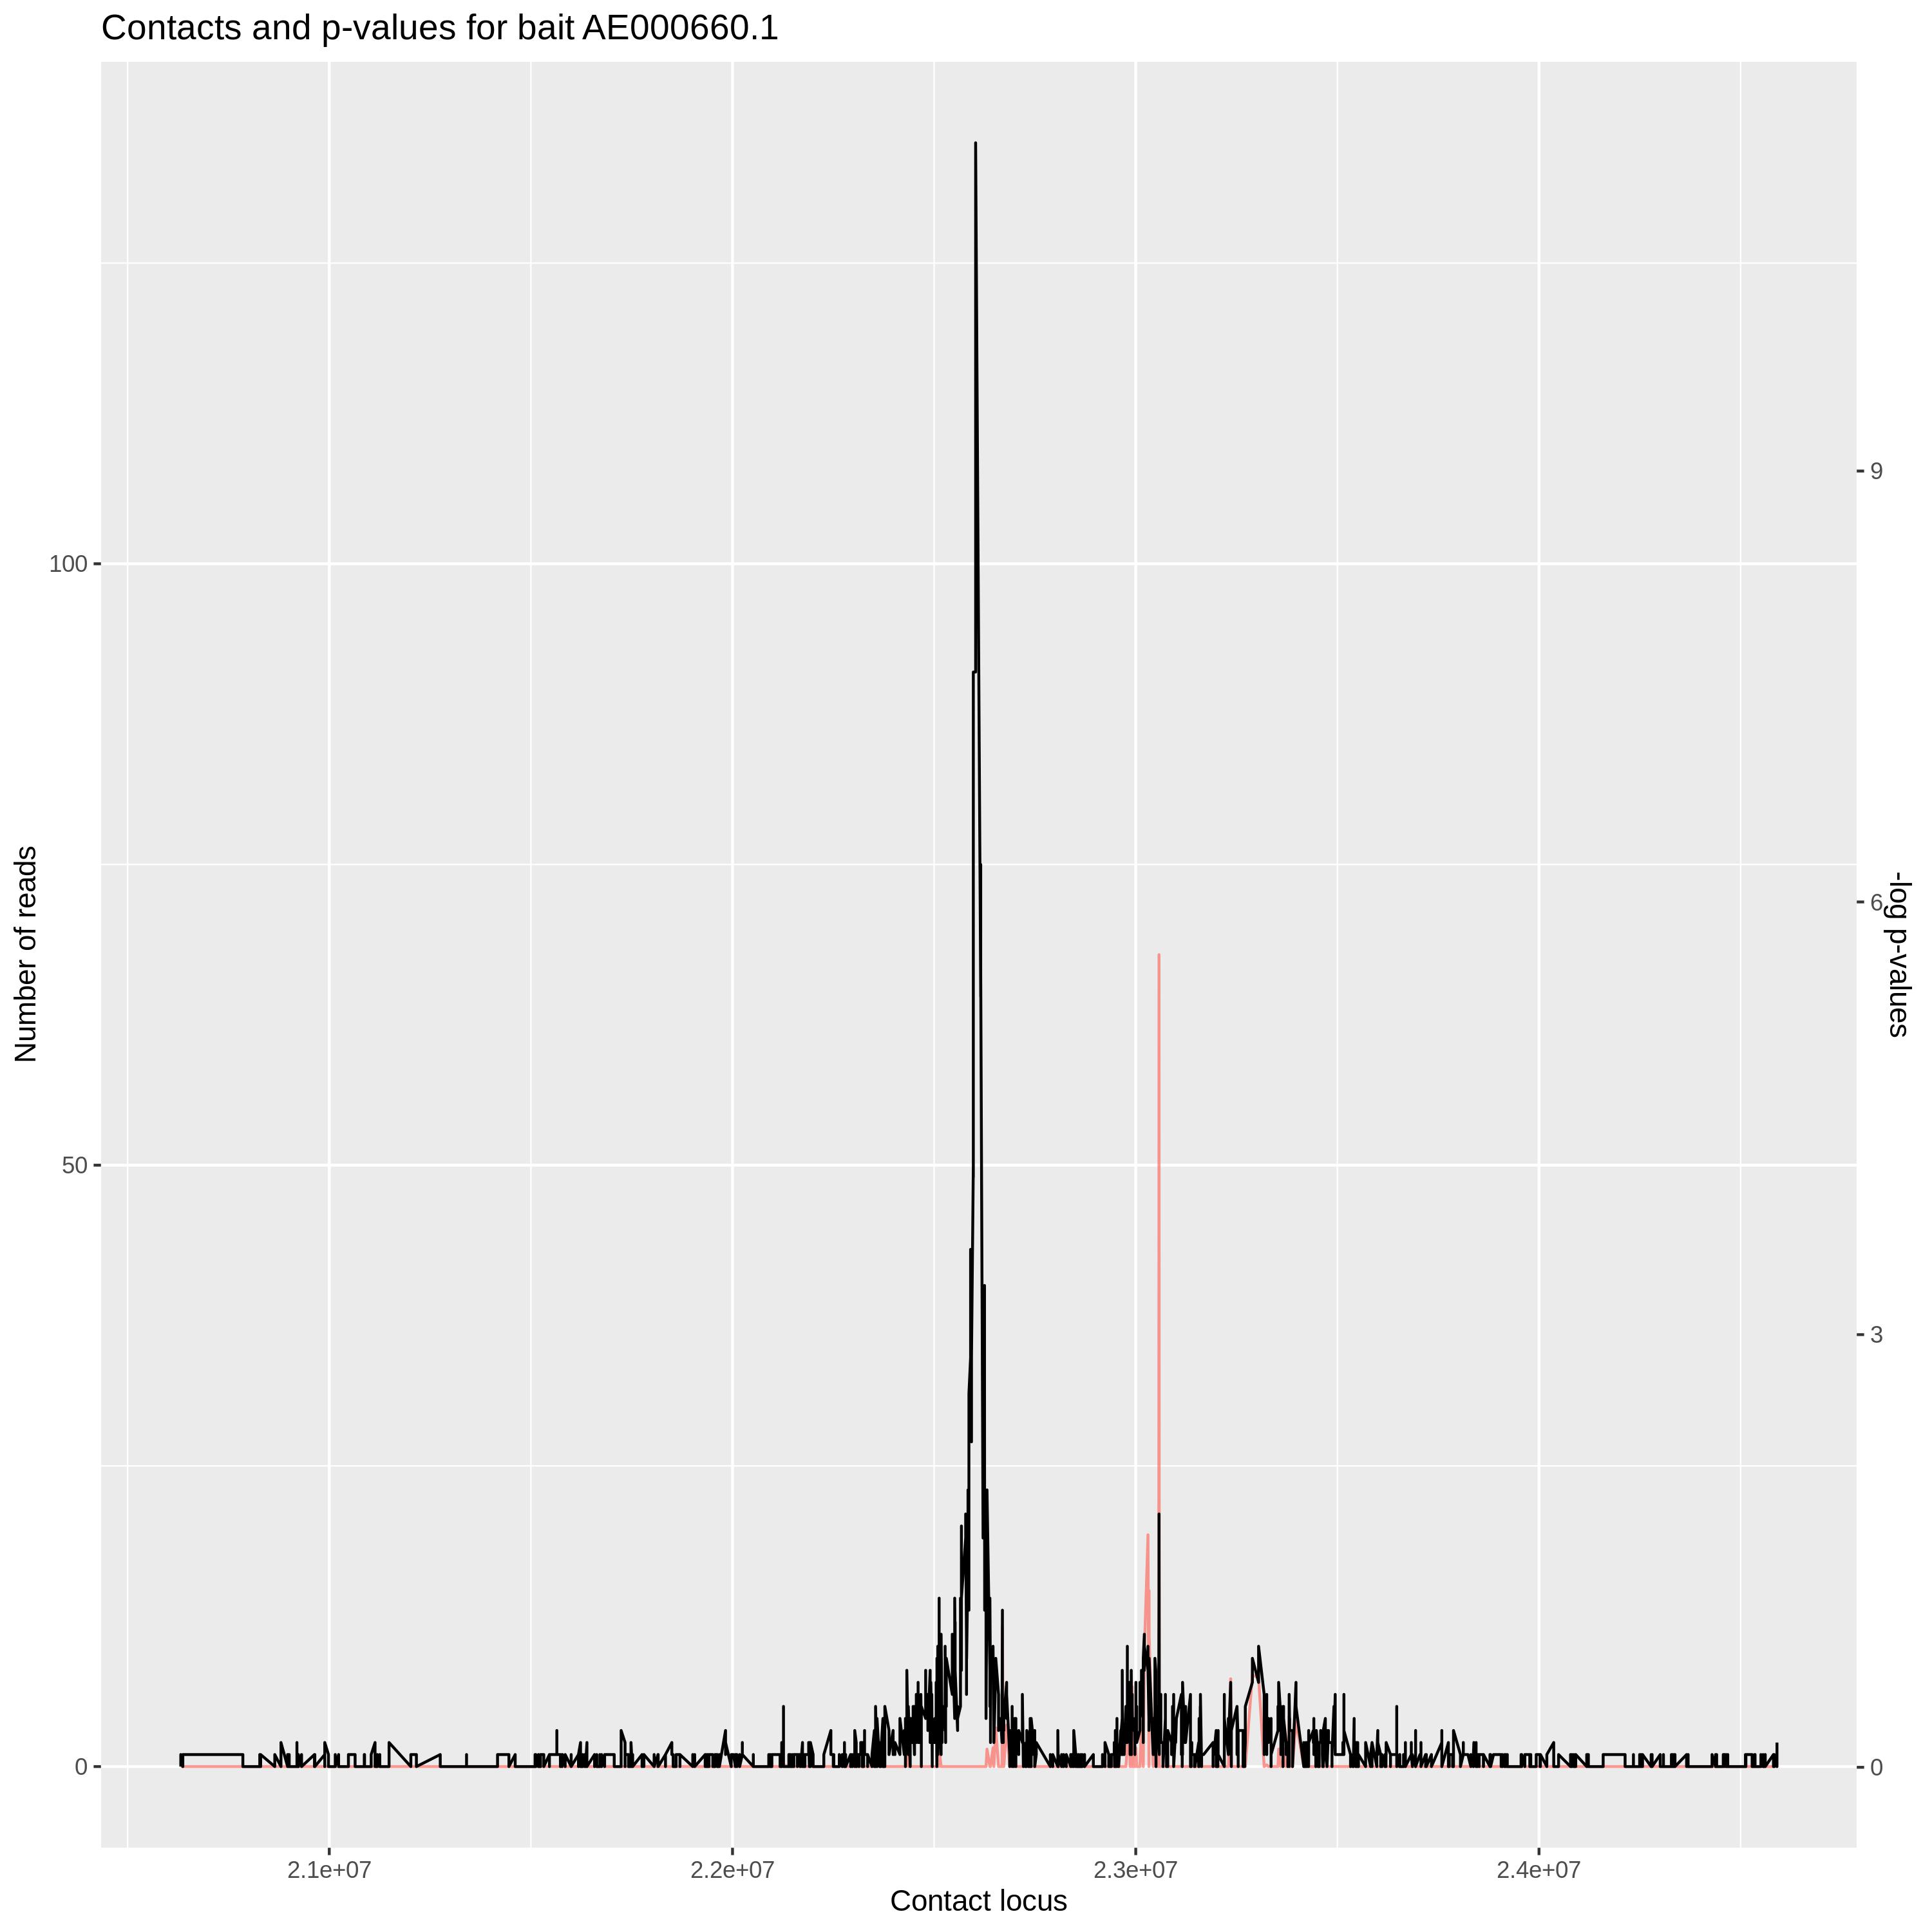 Contacts and p-values for bait AE000660.1
Number of reads
100
50
0
9
6
3
0
-log p-values
2.1e+07
2.2e+07
2.3e+07
2.4e+07
Contact locus